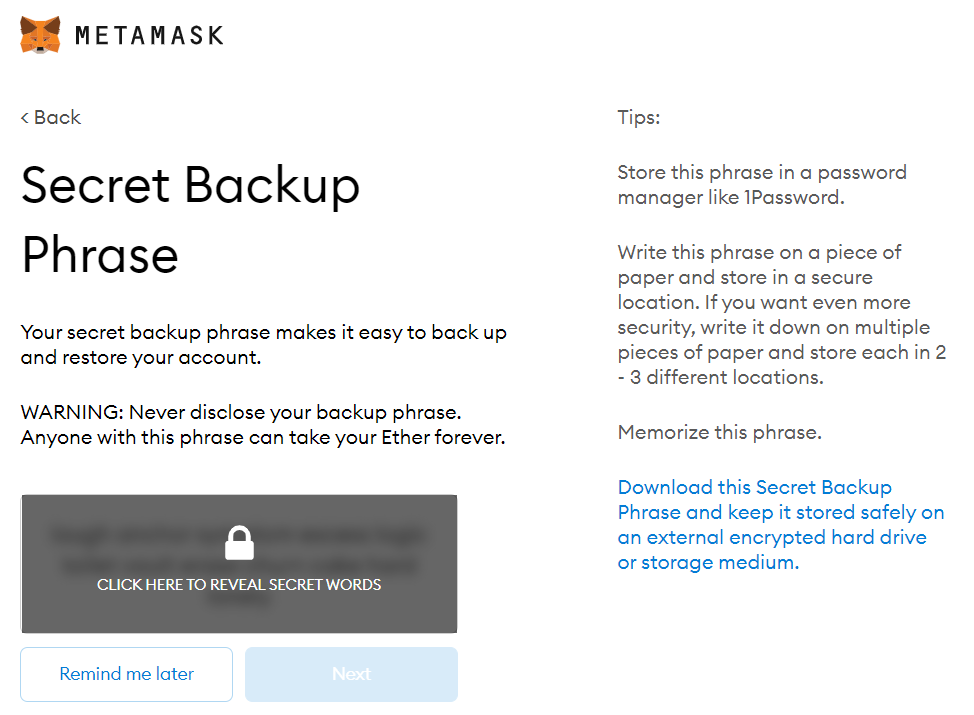 METAMASK
< Back
Secret Backup
Phrase
Your secret backup phrase makes it easy to back up
and restore your account.
WARNING: Never disclose your backup phrase.
Anyone with this phrase can take your Ether forever.
CLICK HERE TO REVEAL SECRET WORDS
Remind me later
Next
Tips:
Store this phrase in a password
manager like 1Password.
Write this phrase on a piece of
paper and store in a secure
location. If you want even more
security, write it down on multiple
pieces of paper and store each in 2
- 3 different locations.
Memorize this phrase.
Download this Secret Backup
Phrase and keep it stored safely on
an external encrypted hard drive
or storage medium.